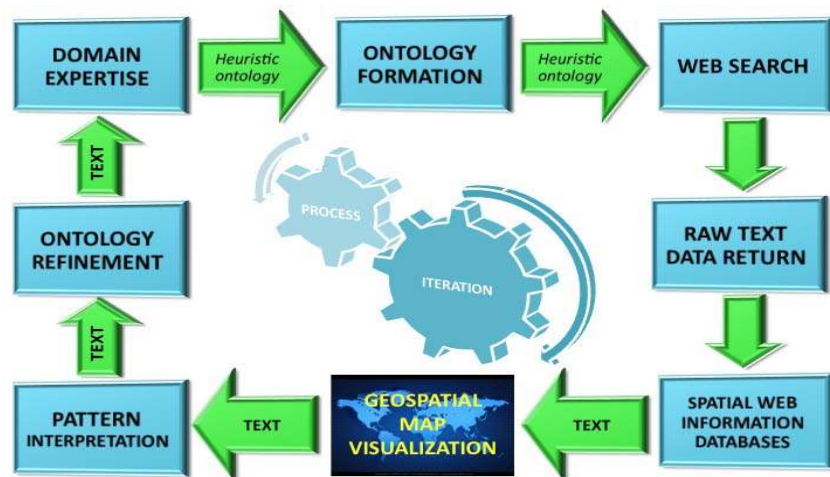 DOMAIN
EXPERTISE
Heuristic
ontology
ONTOLOGY
FORMATION
Heuristic
ontology
WEB SEARCH
RAW TEXT
DATA RETURN
SPATIAL WEB
INFORMATION
DATABASES
TEXT
GEOSPATIAL
MAP
VISUALIZATION
TEXT
PATTERN
INTERPRETATION
TEXT
ONTOLOGY
REFINEMENT
TEXT
PROCESS
ITERATION